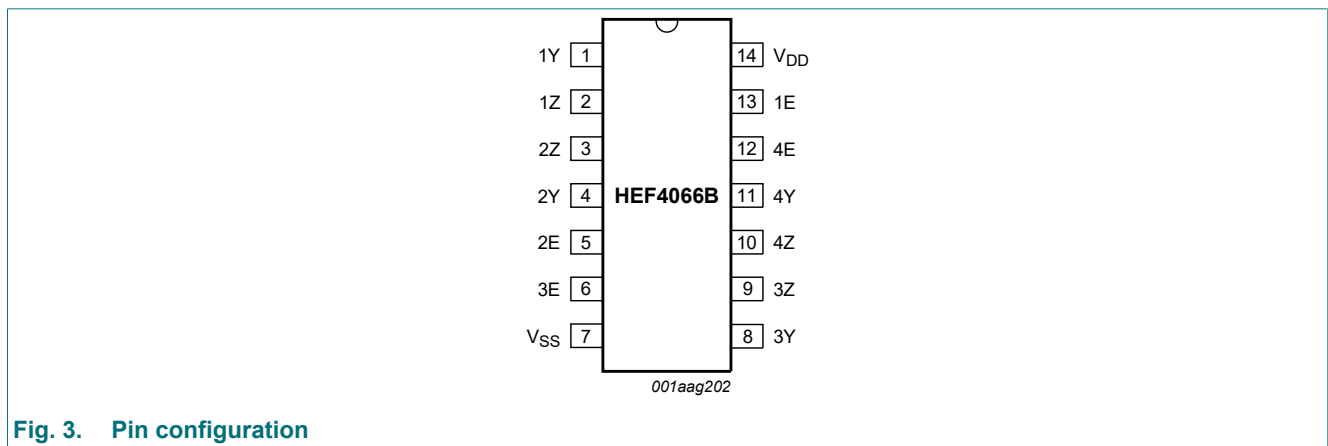 1Y 1 14 VDD
1Z 2 13 1E
2Z 3 12 4E
2Y 4 HEF4066B 11 4Y
2E 5 10 4Z
3E 6 9 3Z
VSS 7 8 3Y
001aag202
Fig. 3. Pin configuration